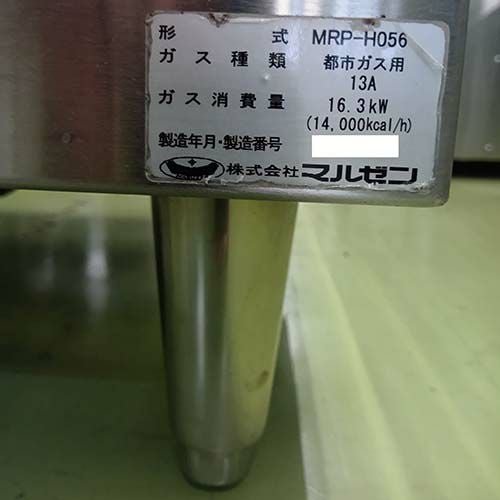 形 式 MRP-H056
ガス種類 都市ガス用
13A
ガス消費量 16.3kW
(14,000kcal/h)
製造年月・製造番号
株式会社マルゼン